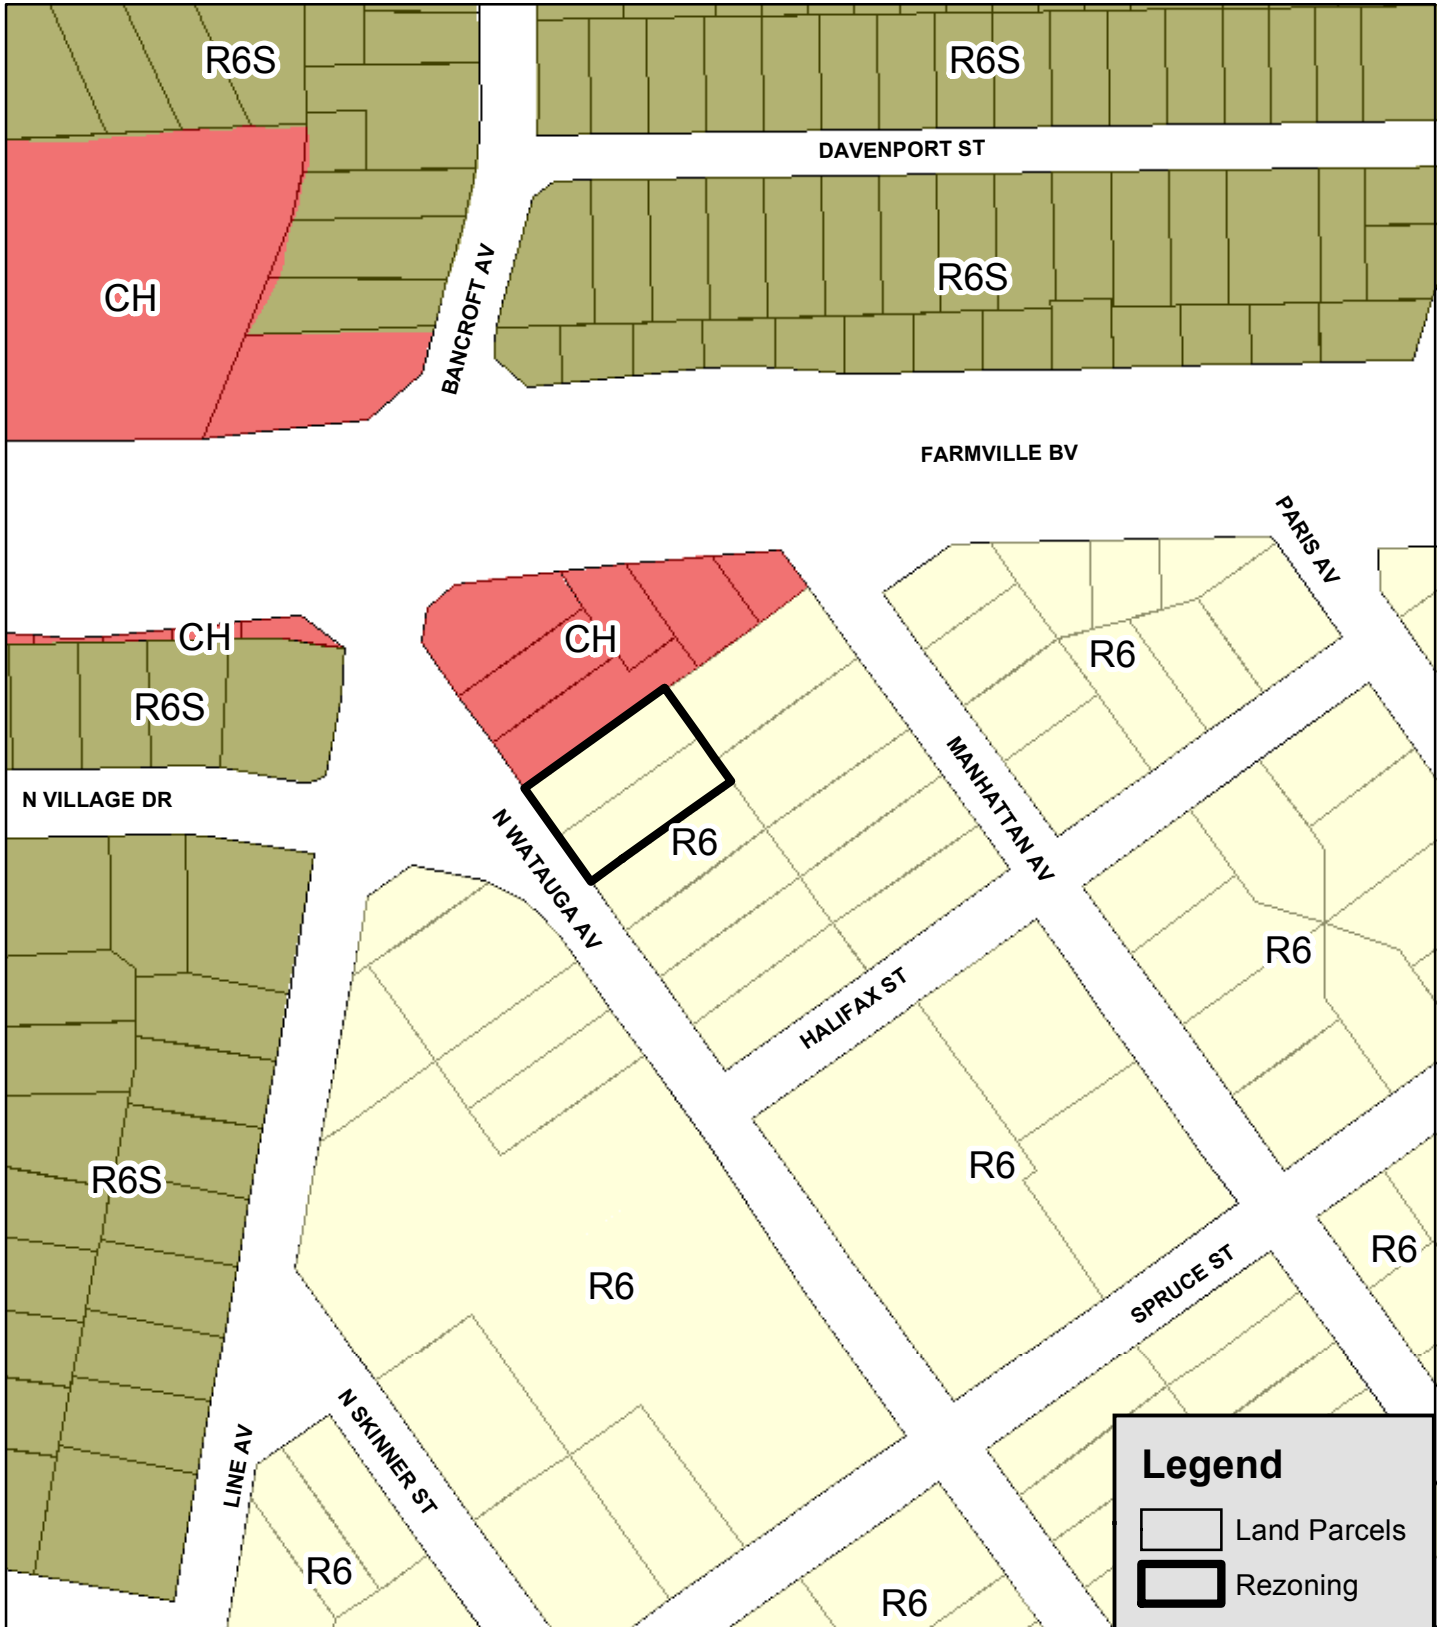 R6S
R6S
DAVENPORT ST
R6S
CH
BANCROFT AV
FARMVILLE BV
PARIS AV
CH
CH
R6
R6S
N VILLAGE DR
MANHATTAN AV
R6
N WATAUGA AV
R6
HALIFAX ST
R6
R6S
R6
SPRUCE ST
R6
N SKINNER ST
LINE AV
R6
R6
Legend
Land Parcels
Rezoning